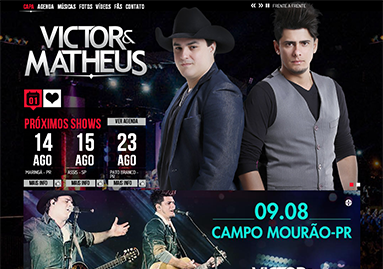 CAPA AGENDA MÚSICAS FOTOS VÍDEOS FÃS CONTATO
FRENTE A FRENTE
VICTOR&
MATHEUS
01
PRÓXIMOS SHOWS
VER AGENDA
14 15 23
AGO AGO AGO
MARINGÁ - PR ASSIS - SP PATO BRANCO - PR
MAIS INFO MAIS INFO MAIS INFO
09.08
CAMPO MOURÃO-PR
VICTOR